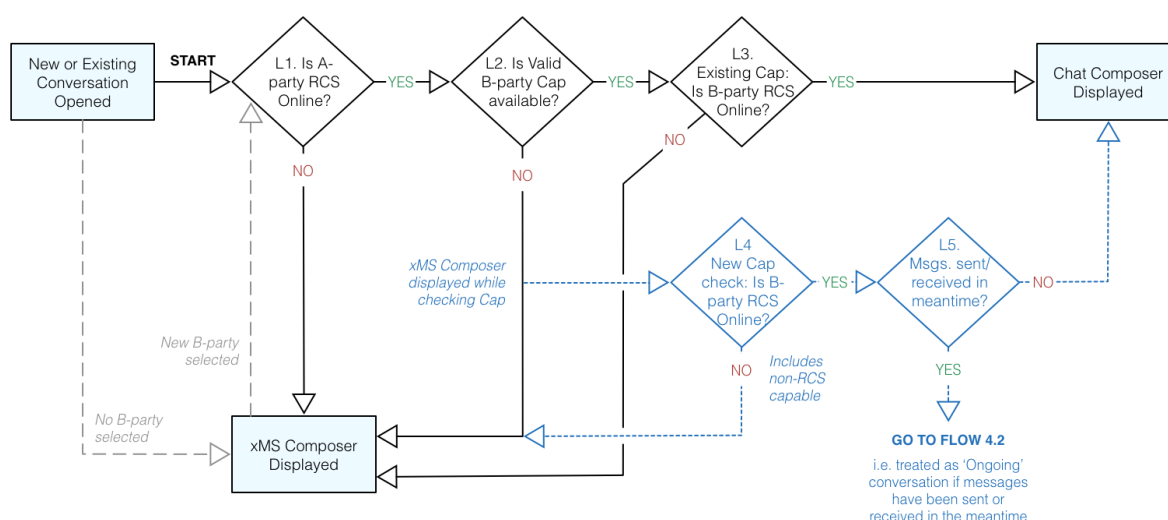 New or Existing
Conversation
Opened
START
L1. Is A-
party RCS
Online?
YES
L2. Is Valid
B-party Cap
available?
YES
L3.
Existing Cap:
Is B-party RCS
Online?
YES
Chat Composer
Displayed
NO
NO
NO
xMS Composer
displayed while
checking Cap
L4
New Cap
check: Is B-
party RCS
Online?
YES
L5.
Msgs. sent/
received in
meantime?
NO
New B-party
selected
NO
Includes
non-RCS
capable
YES
No B-party
selected
xMS Composer
Displayed
GO TO FLOW 4.2
i.e. treated as ‘Ongoing’
conversation if messages
have been sent or
received in the meantime